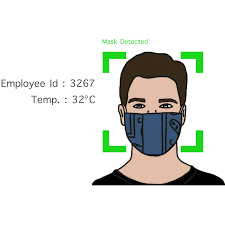 Mask Detected
Employee Id : 3267
Temp. : 32°C